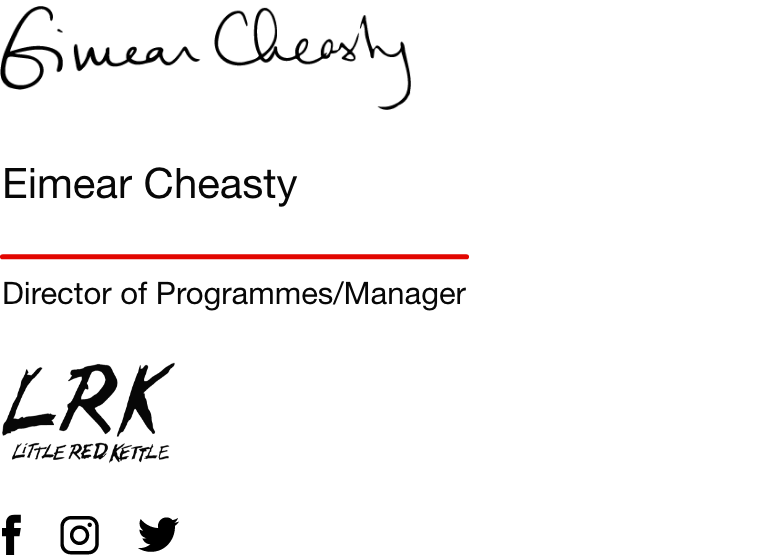 Eimear Cheasty
Eimear Cheasty
Director of Programmes/Manager
LRK
LiTTLE RED KETTLE